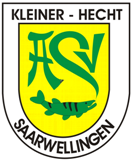 KLEINER - HECHT
ASV
SAARWELLINGEN